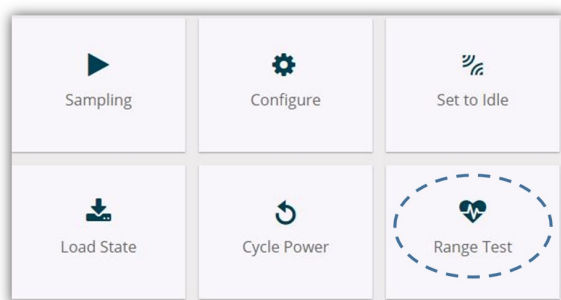 Sampling
Configure
Set to Idle
Load State
Cycle Power
Range Test